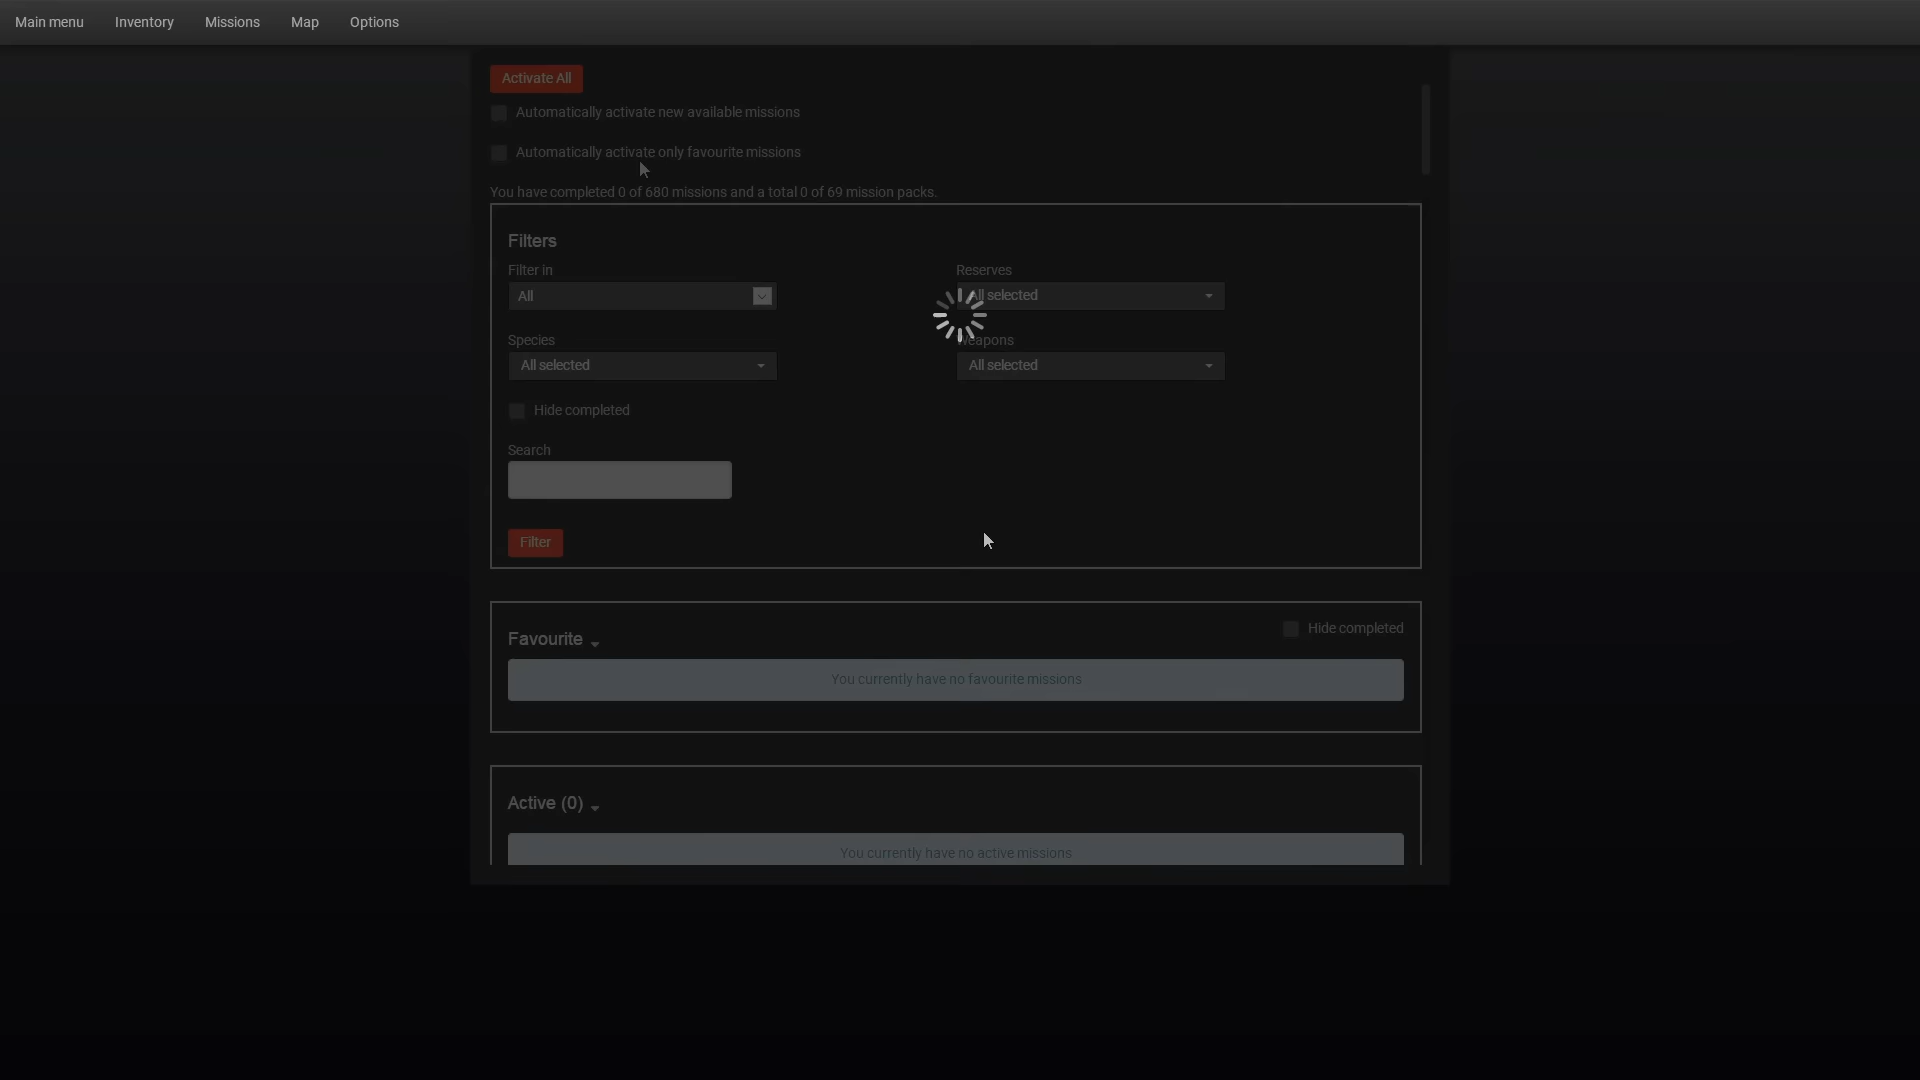 Main menu Inventory Missions Map Options
Activate All
Automatically activate new available missions
Automatically activate only favourite missions
You have completed 0 of 680 missions and a total 0 of 69 mission packs.
Filters
Filter in Reserves
All All selected
Species Weapons
All selected All selected
Hide completed
Search
Filter
Favourite Hide completed
You currently have no favourite missions
Active (0)
You currently have no active missions